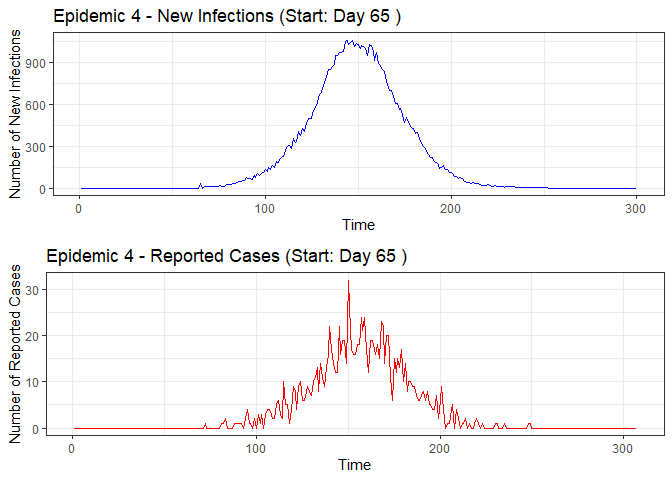 Epidemic 4 - New Infections (Start: Day 65 )
Number of New Infections
900
600
300
0
0
100
200
300
Time
Epidemic 4 - Reported Cases (Start: Day 65 )
Number of Reported Cases
30
20
10
0
0
100
200
300
Time